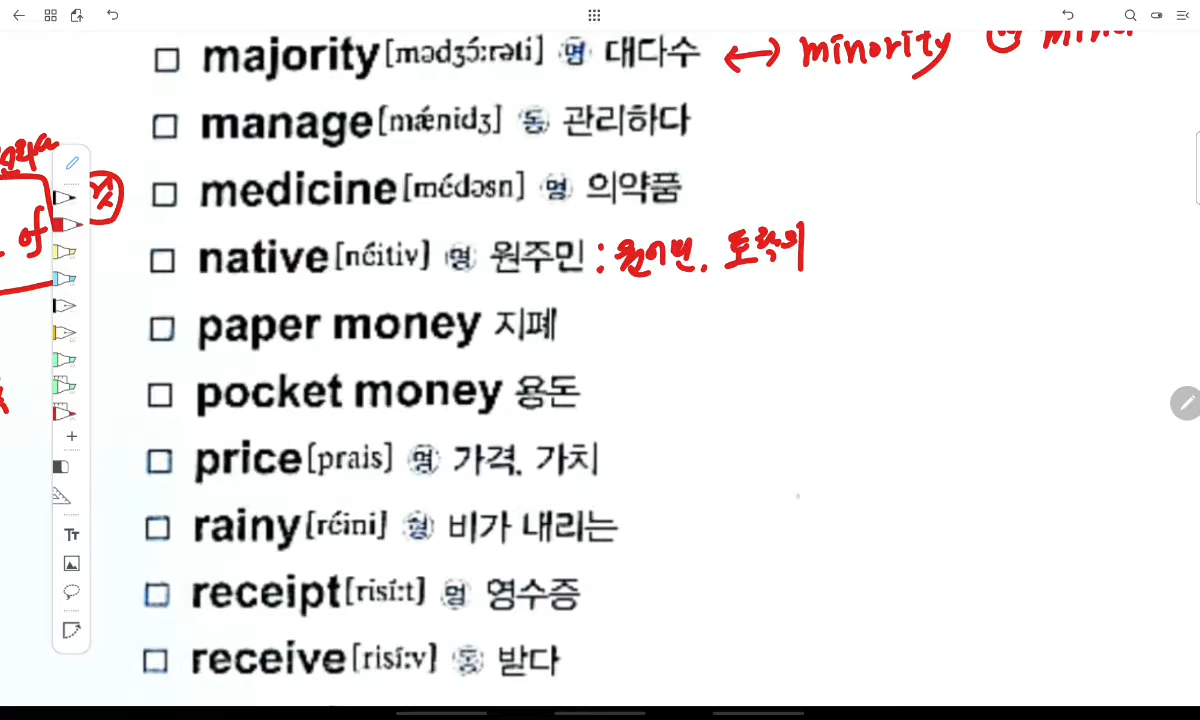 majority [mədʒɔ́:rəti] 명 대다수 ↔ minority
manage [mǽnidʒ] 동 관리하다
medicine [médəsn] 명 의약품
of
native [néitiv] 명 원주민 : 원어민. 토착의
paper money 지폐
pocket money 용돈
price [prais] 명 가격, 가치
rainy [réini] 형 비가 내리는
receipt [risí:t] 명 영수증
receive [risí:v] 동 받다
Tт